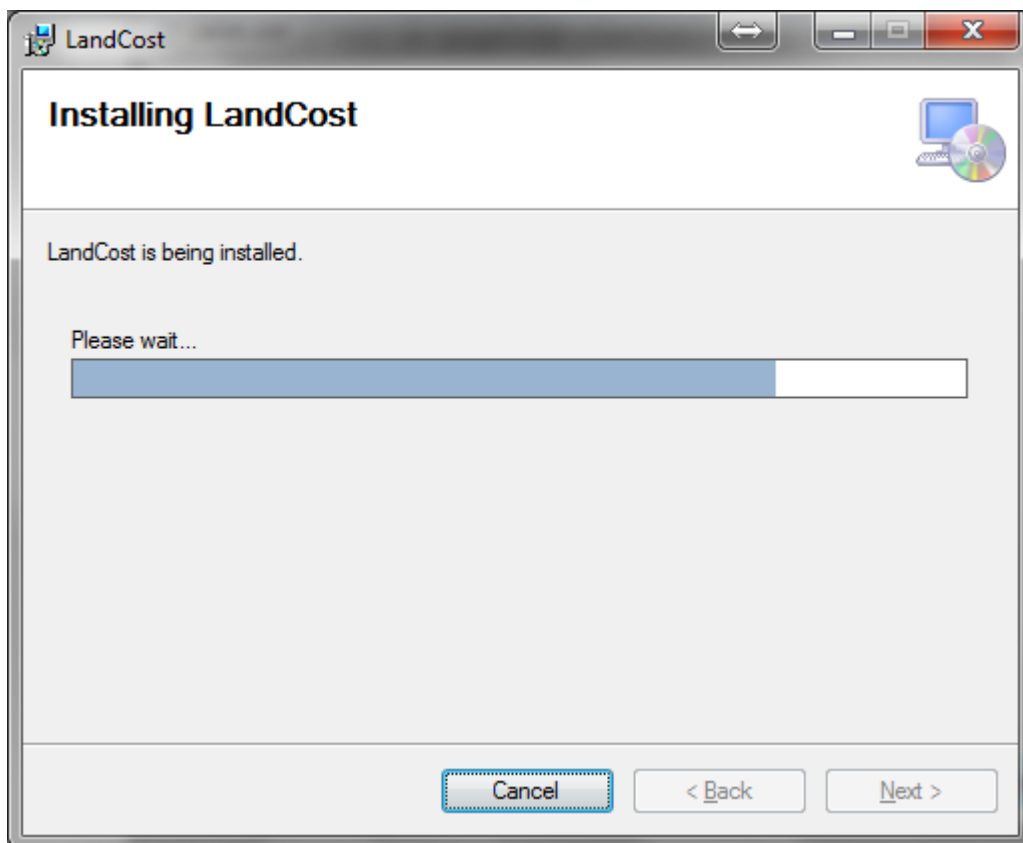 LandCost
Installing LandCost
LandCost is being installed.
Please wait...
Cancel
< Back
Next >